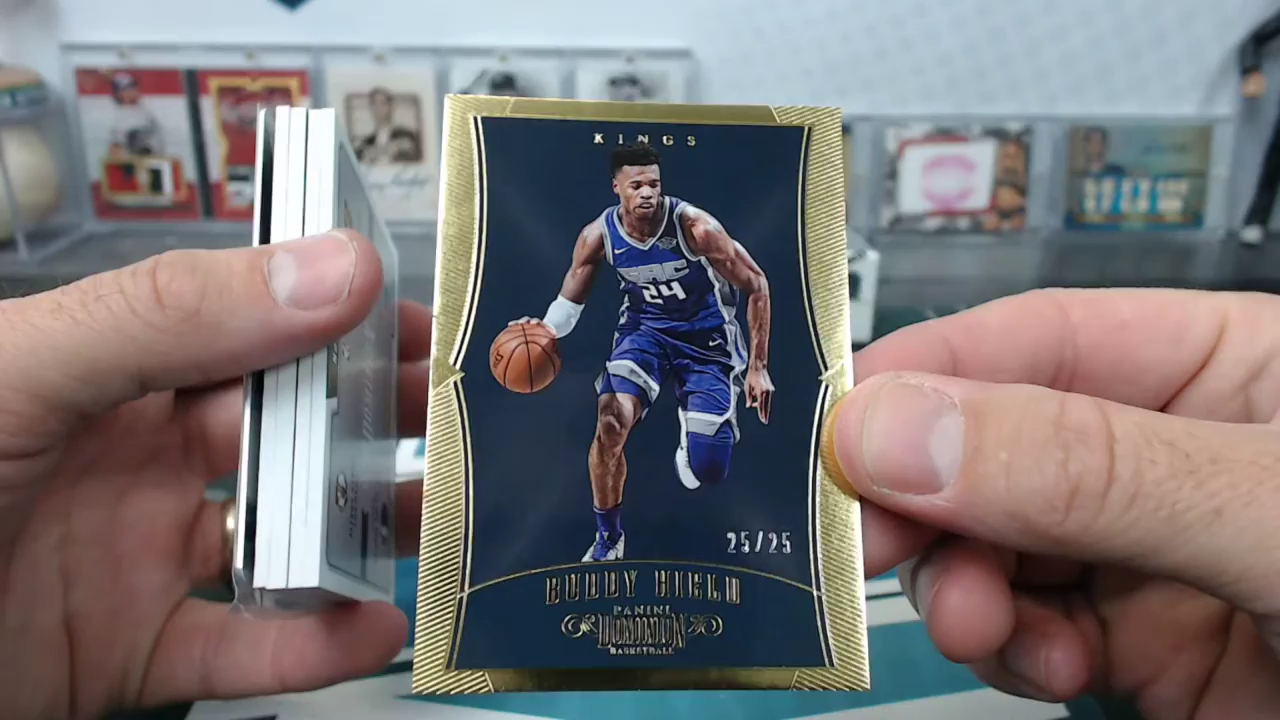 KINGS
SAC
24
25/25
BUDDY HIELD
PANINI
DOMINION
BASKETBALL